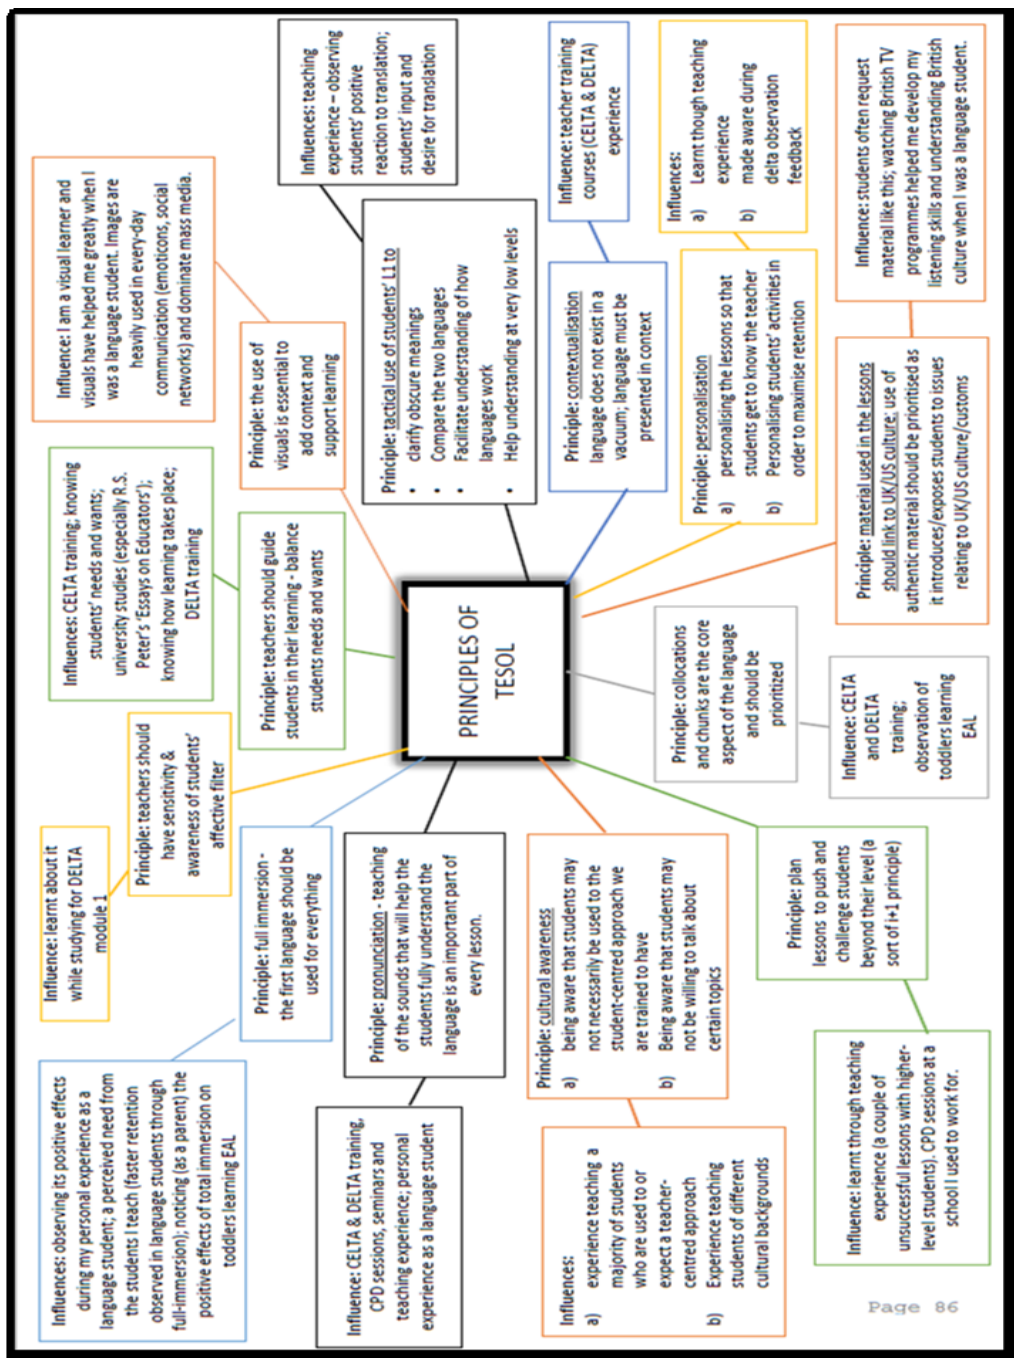 Influences: observing its positive effects
during my personal experience as a
language student; a perceived need from
the students I teach (faster retention
observed in language students through
full-immersion); noticing (as a parent) the
positive effects of total immersion on
toddlers learning EAL
Influence: learnt about it
while studying for DELTA
module 1
Influences: CELTA training; knowing
students' needs and wants;
university studies (especially R.S.
Peter's 'Essays on Educators');
knowing how learning takes place;
DELTA training
Influence: I am a visual learner and
visuals have helped me greatly when I
was a language student. Images are
heavily used in every-day
communication (emoticons, social
networks) and dominate mass media.
Principle: teachers should
have sensitivity &
awareness of students'
affective filter
Principle: full immersion -
the first language should be
used for everything
Principle: teachers should guide
students in their learning - balance
students needs and wants
Principle: the use of
visuals is essential to
add context and
support learning
Influences: teaching
experience – observing
students' positive
reaction to translation;
students' input and
desire for translation
Influence: CELTA & DELTA training,
CPD sessions, seminars and
teaching experience; personal
experience as a language student
Principle: pronunciation - teaching
of the sounds that will help the
students fully understand the
language is an important part of
every lesson.
PRINCIPLES OF
TESOL
Principle: tactical use of students' L1 to
• clarify obscure meanings
• Compare the two languages
• Facilitate understanding of how
languages work
• Help understanding at very low levels
Influences:
a) experience teaching a
majority of students
who are used to or
expect a teacher-
centred approach
b) Experience teaching
students of different
cultural backgrounds
Principle: cultural awareness
a) being aware that students may
not necessarily be used to the
student-centred approach we
are trained to have
b) Being aware that students may
not be willing to talk about
certain topics
Principle: contextualisation
language does not exist in a
vacuum; language must be
presented in context
Influence: teacher training
courses (CELTA & DELTA)
experience
Principle: collocations
and chunks are the core
aspect of the language
and should be
prioritized
Principle: personalisation
a) personalising the lessons so that
students get to know the teacher
b) Personalising students' activities in
order to maximise retention
Influences:
a) Learnt though teaching
experience
b) made aware during
delta observation
feedback
Influence: learnt through teaching
experience (a couple of
unsuccessful lessons with higher-
level students). CPD sessions at a
school I used to work for.
Principle: plan
lessons to push and
challenge students
beyond their level (a
sort of i+1 principle)
Influence: CELTA
and DELTA
training;
observation of
toddlers learning
EAL
Principle: material used in the lessons
should link to UK/US culture; use of
authentic material should be prioritised as
it introduces/exposes students to issues
relating to UK/US culture/customs
Influence: students often request
material like this; watching British TV
programmes helped me develop my
listening skills and understanding British
culture when I was a language student.
Page 86